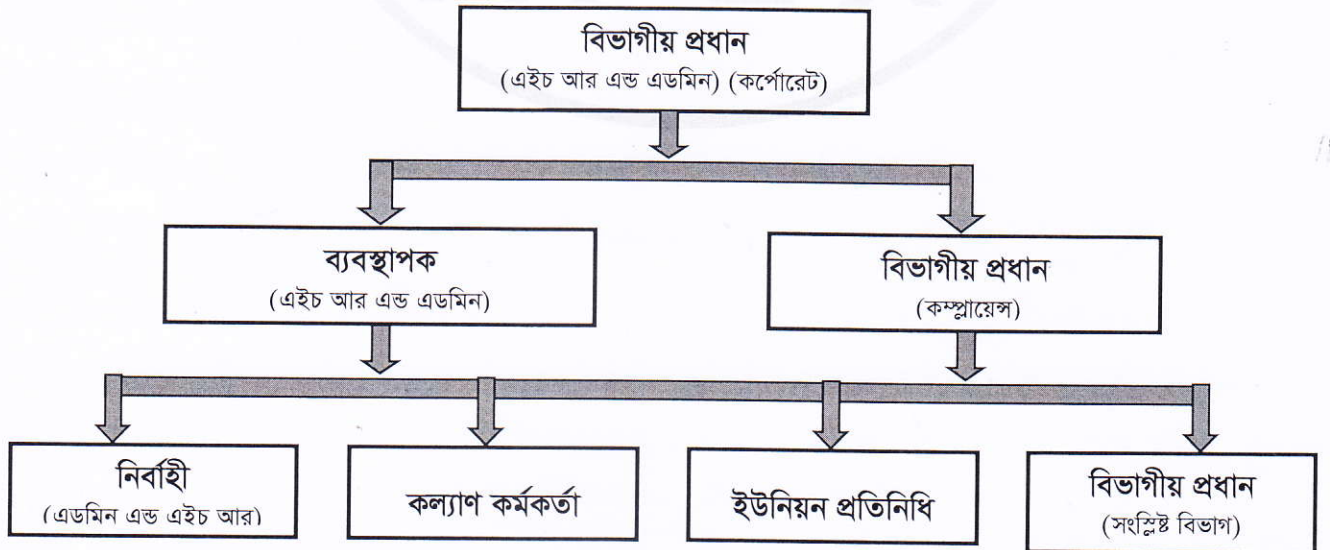 বিভাগীয় প্রধান
(এইচ আর এন্ড এডমিন) (কর্পোরেট)
ব্যবস্থাপক
(এইচ আর এন্ড এডমিন)
বিভাগীয় প্রধান
(কমপ্লায়েন্স)
নির্বাহী
(এডমিন এন্ড এইচ আর)
কল্যাণ কর্মকর্তা
ইউনিয়ন প্রতিনিধি
বিভাগীয় প্রধান
(সংশ্লিষ্ট বিভাগ)